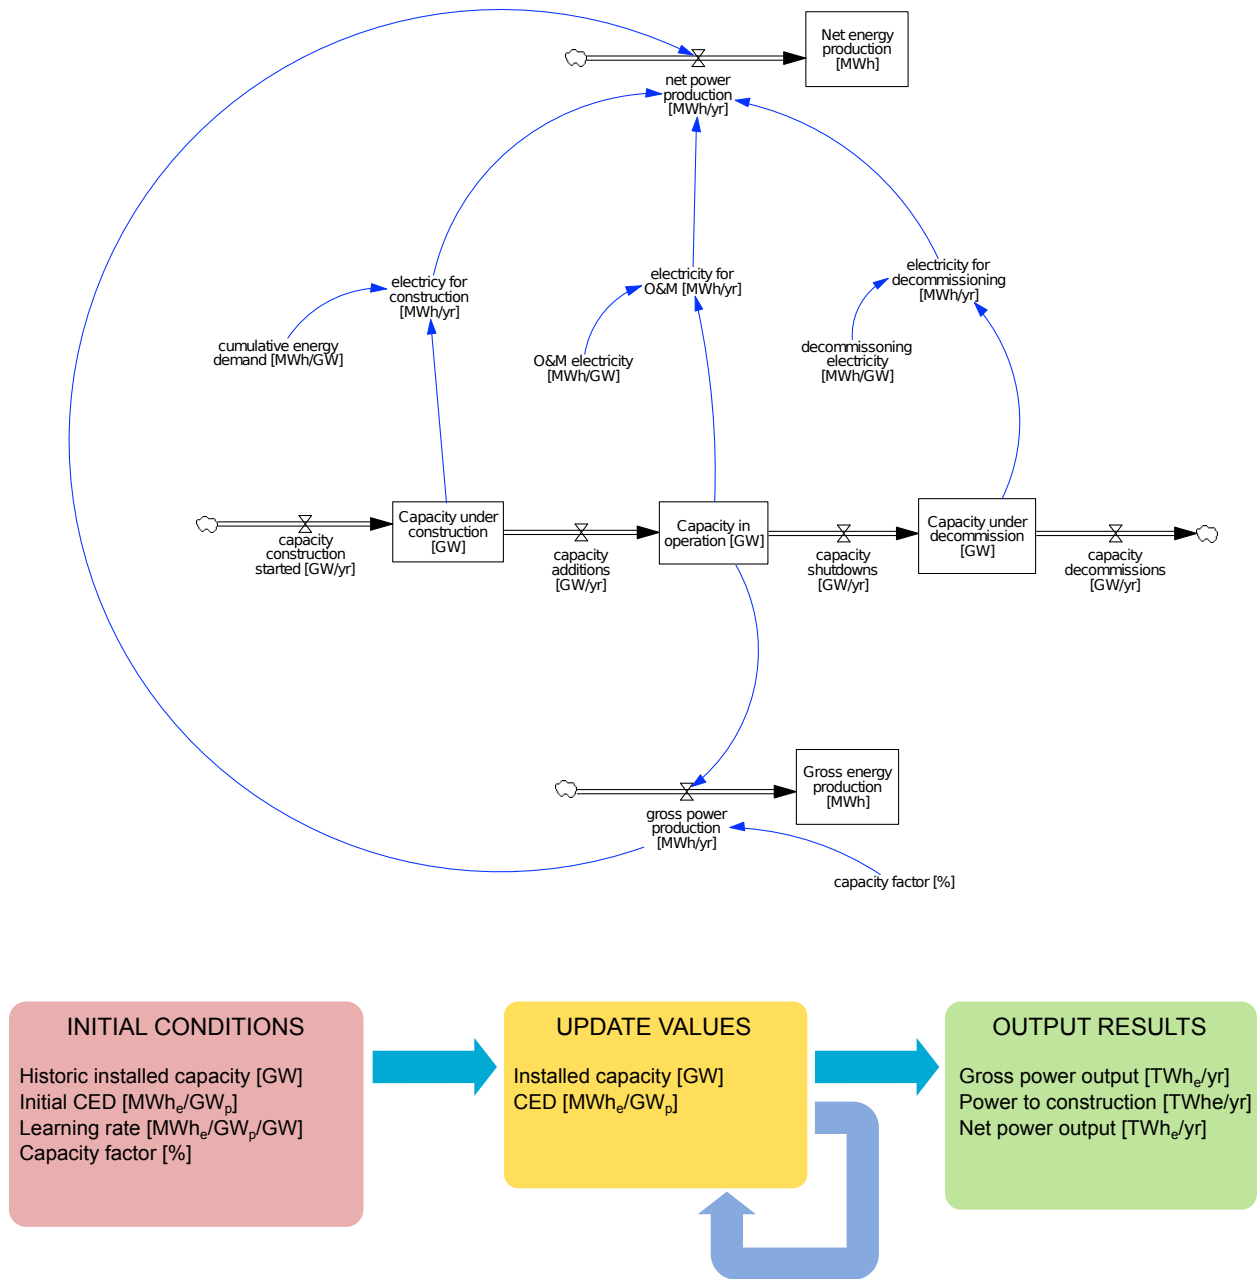 Net energy
production
[MWh]
net power
production
[MWh/yr]
electricy for
construction
[MWh/yr]
electricity for
O&M [MWh/yr]
electricity for
decommissioning
[MWh/yr]
cumulative energy
demand [MWh/GW]
O&M electricity
[MWh/GW]
decommissoning
electricity
[MWh/GW]
capacity
construction
started [GW/yr]
Capacity under
construction
[GW]
capacity
additions
[GW/yr]
Capacity in
operation [GW]
capacity
shutdowns
[GW/yr]
Capacity under
decommission
[GW]
capacity
decommissions
[GW/yr]
Gross energy
production
[MWh]
gross power
production
[MWh/yr]
capacity factor [%]
INITIAL CONDITIONS
Historic installed capacity [GW]
Initial CED [MWhₑ/GWₚ]
Learning rate [MWhₑ/GWₚ/GW]
Capacity factor [%]
UPDATE VALUES
Installed capacity [GW]
CED [MWhₑ/GWₚ]
OUTPUT RESULTS
Gross power output [TWhₑ/yr]
Power to construction [TWhe/yr]
Net power output [TWhₑ/yr]